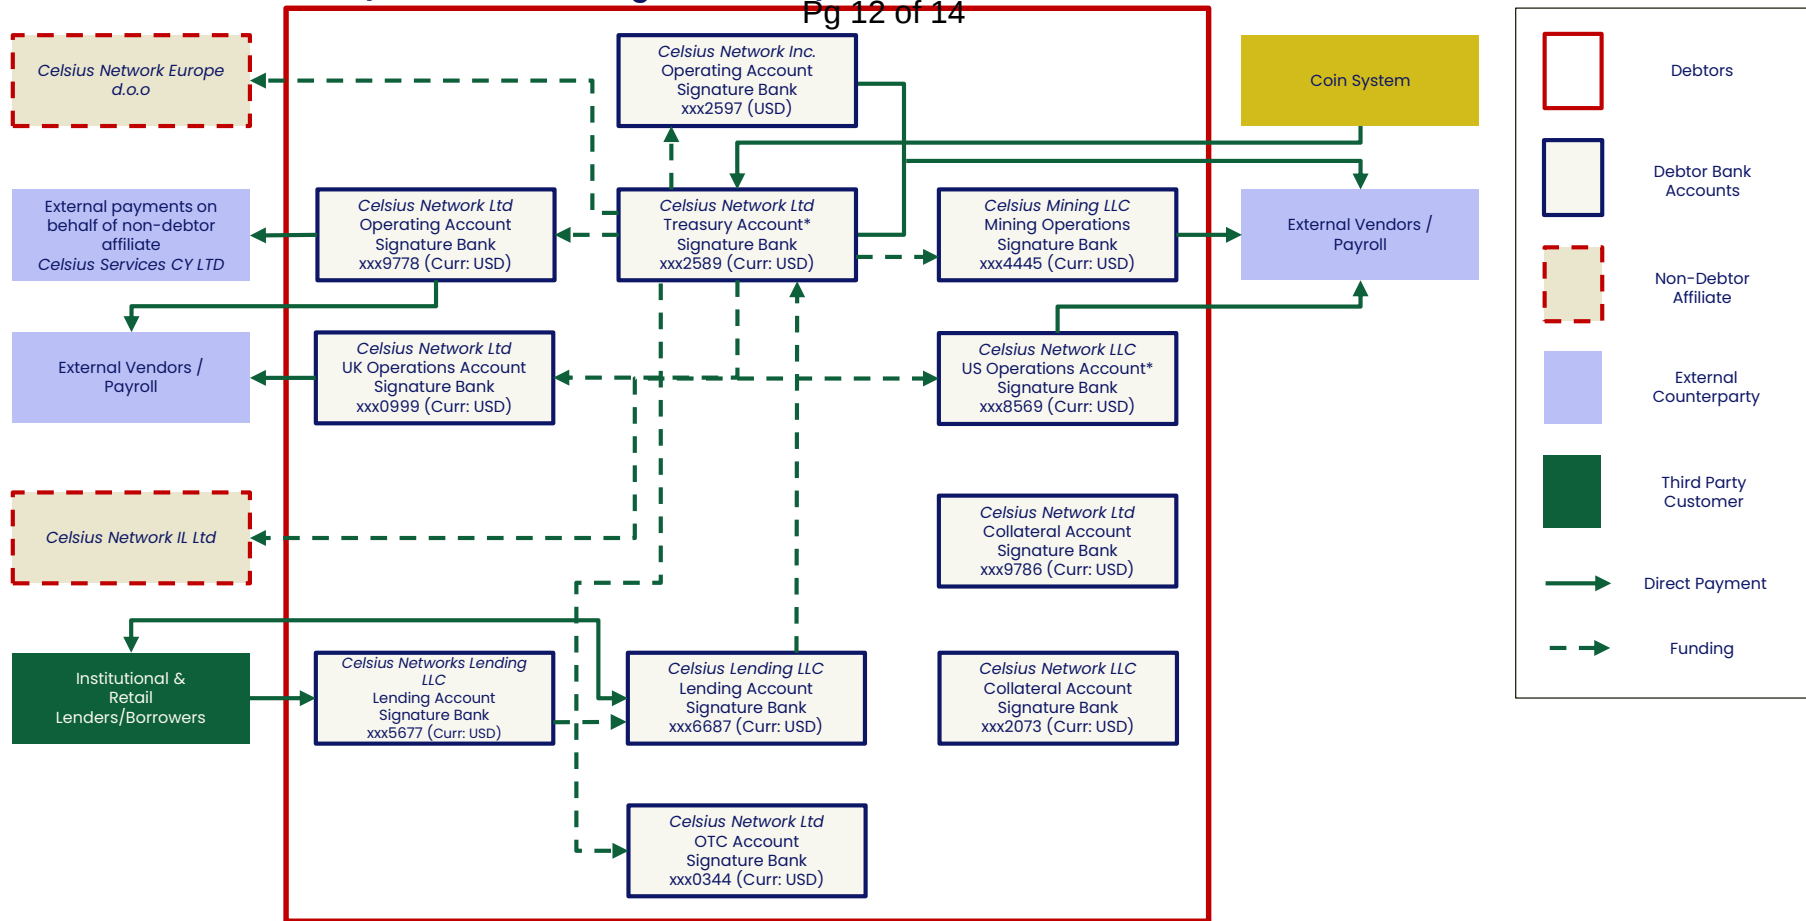 Pg 12 of 14
Celsius Network Europe
d.o.o
Celsius Network Inc.
Operating Account
Signature Bank
xxx2597 (USD)
Coin System
External payments on
behalf of non-debtor
affiliate
Celsius Services CY LTD
Celsius Network Ltd
Operating Account
Signature Bank
xxx9778 (Curr: USD)
Celsius Network Ltd
Treasury Account*
Signature Bank
xxx2589 (Curr: USD)
Celsius Mining LLC
Mining Operations
Signature Bank
xxx4445 (Curr: USD)
External Vendors /
Payroll
External Vendors /
Payroll
Celsius Network Ltd
UK Operations Account
Signature Bank
xxx0999 (Curr: USD)
Celsius Network LLC
US Operations Account*
Signature Bank
xxx8569 (Curr: USD)
Celsius Network IL Ltd
Celsius Network Ltd
Collateral Account
Signature Bank
xxx9786 (Curr: USD)
Institutional &
Retail
Lenders/Borrowers
Celsius Networks Lending
LLC
Lending Account
Signature Bank
xxx5677 (Curr: USD)
Celsius Lending LLC
Lending Account
Signature Bank
xxx6687 (Curr: USD)
Celsius Network LLC
Collateral Account
Signature Bank
xxx2073 (Curr: USD)
Celsius Network Ltd
OTC Account
Signature Bank
xxx0344 (Curr: USD)
Debtors
Debtor Bank
Accounts
Non-Debtor
Affiliate
External
Counterparty
Third Party
Customer
Direct Payment
Funding